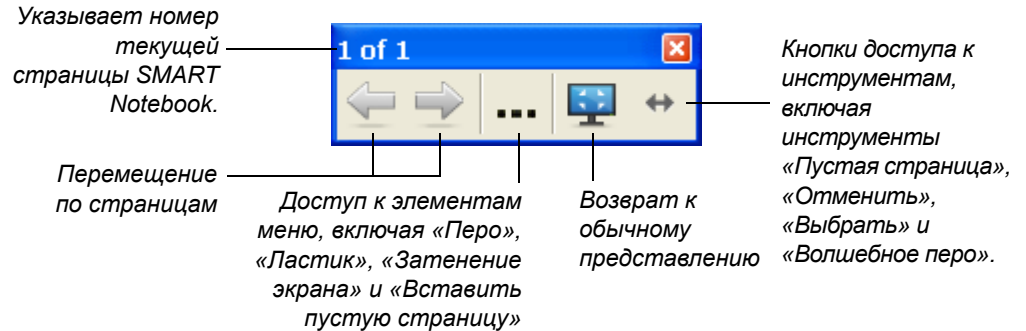 Указывает номер
текущей
страницы SMART
Notebook.
1 of 1
Кнопки доступа к
инструментам,
включая
инструменты
«Пустая страница»,
«Отменить»,
«Выбрать» и
«Волшебное перо».
Перемещение
по страницам
Доступ к элементам
меню, включая «Перо»,
«Ластик», «Затенение
экрана» и «Вставить
пустую страницу»
Возврат к
обычному
представлению